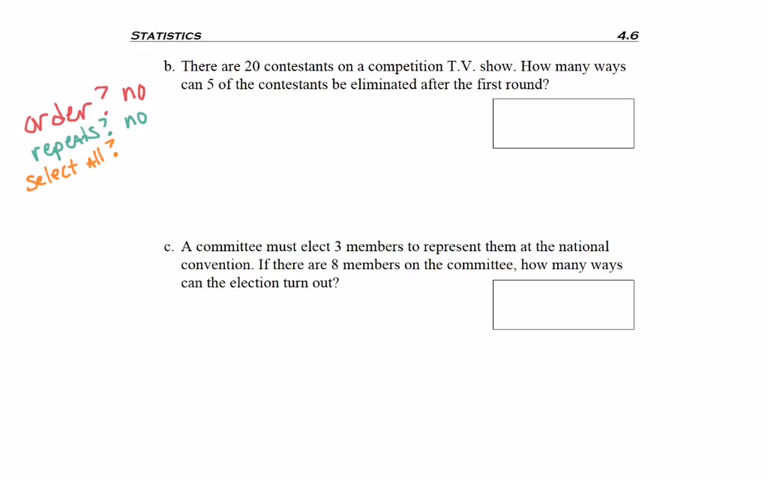 STATISTICS 4.6
b. There are 20 contestants on a competition T.V. show. How many ways
can 5 of the contestants be eliminated after the first round?
order? no
repeats? no
Select All?
c. A committee must elect 3 members to represent them at the national
convention. If there are 8 members on the committee, how many ways
can the election turn out?